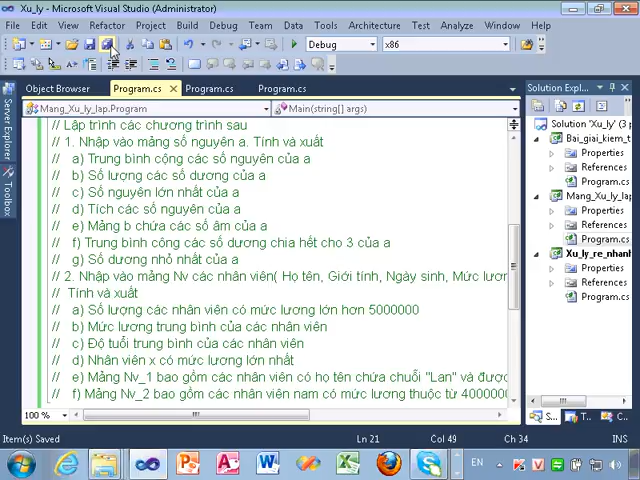 Xu_ly - Microsoft Visual Studio (Administrator)
File Edit View Refactor Project Build Debug Team Data Tools Architecture Test Analyze Window Help
Debug x86
Object Browser Program.cs Program.cs Program.cs
Mang_Xu_ly_lap.Program Main(string[] args)
// Lập trình các chương trình sau
// 1. Nhập vào mảng số nguyên a. Tính và xuất
// a) Trung bình cộng các số nguyên của a
// b) Số lượng các số dương của a
// c) Số nguyên lớn nhất của a
// d) Tích các số nguyên của a
// e) Mảng b chứa các số âm của a
// f) Trung bình công các số dương chia hết cho 3 của a
// g) Số dương nhỏ nhất của a
// 2. Nhập vào mảng Nv các nhân viên( Họ tên, Giới tính, Ngày sinh, Mức lươn
// Tính và xuất
// a) Số lượng các nhân viên có mức lương lớn hơn 5000000
// b) Mức lương trung bình của các nhân viên
// c) Độ tuổi trung bình của các nhân viên
// d) Nhân viên x có mức lương lớn nhất
// e) Mảng Nv_1 bao gồm các nhân viên có họ tên chứa chuỗi "Lan" và được
// f) Mảng Nv_2 bao gồm các nhân viên nam có mức lương thuộc từ 4000000
100 %
Server Explorer
Toolbox
Solution Explo...
Solution 'Xu_ly' (3 p
Bai_giai_kiem_t
Properties
References
Program.cs
Mang_Xu_ly_lap
Properties
References
Program.cs
Xu_ly_re_nhanh
Properties
References
Program.cs
S... T... C...
Item(s) Saved Ln 21 Col 49 Ch 34 INS
EN